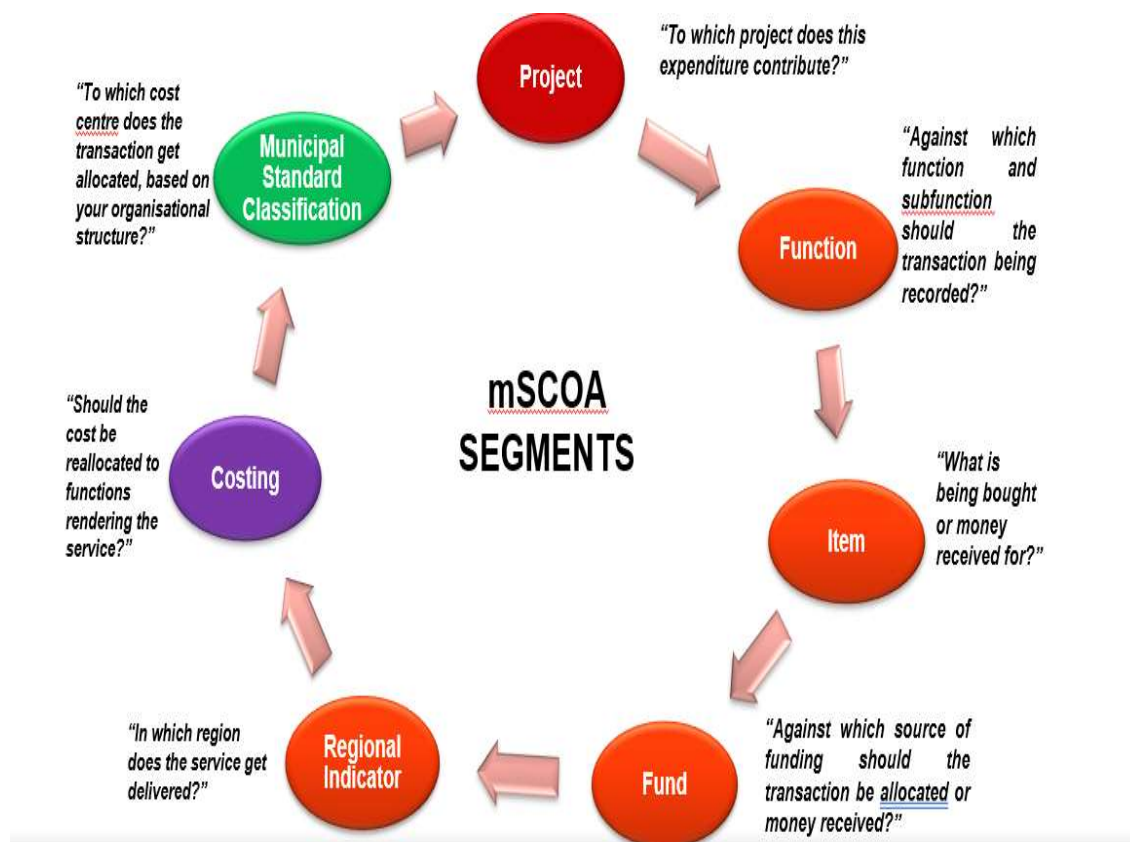 Project
“To which project does this
expenditure contribute?”
“Against which
function and
subfunction
should the
transaction being
recorded?”
Function
“What is
being bought
or money
received for?”
Item
“Against which source of
funding should the
transaction be allocated or
money received?”
Fund
Regional
Indicator
“In which region
does the service get
delivered?”
Costing
“Should the
cost be
reallocated to
functions
rendering the
service?”
Municipal
Standard
Classification
“To which cost
centre does the
transaction get
allocated, based on
your organisational
structure?”
mSCOA
SEGMENTS